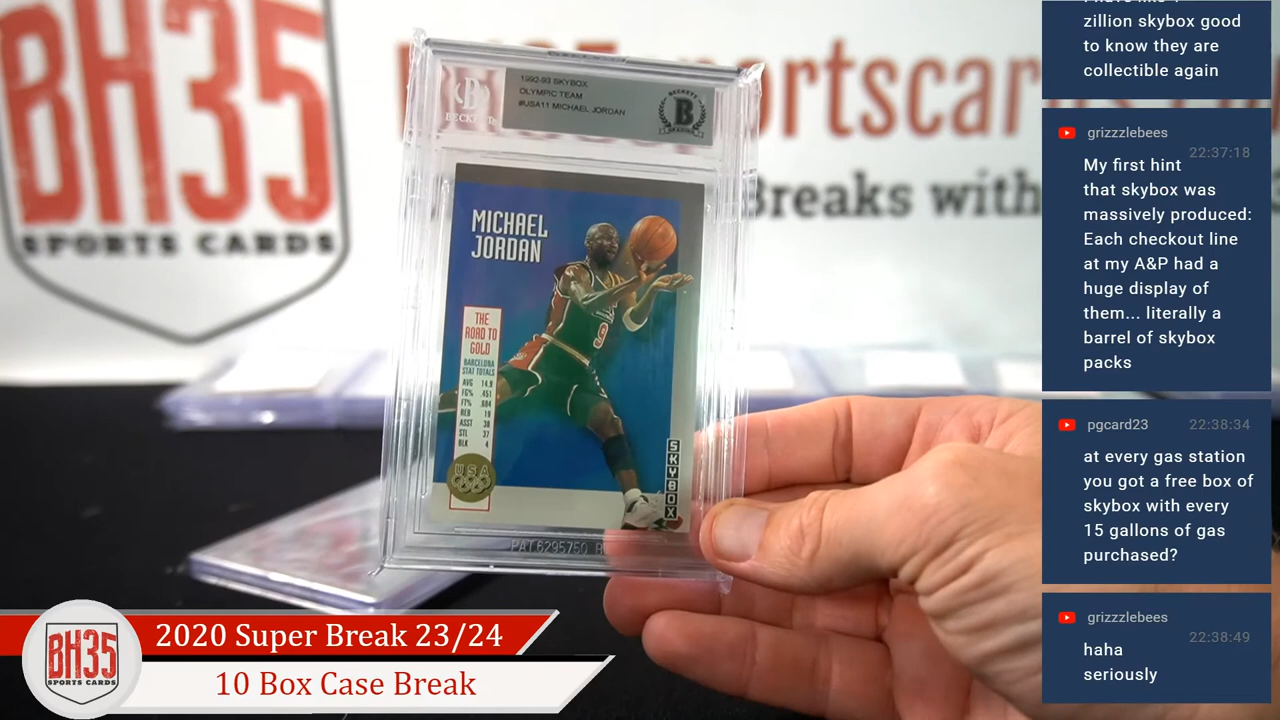 BH35
SPORTS CARDS
ortscar
Breaks with
BECKETT
1992-93 SKYBOX
OLYMPIC TEAM
#USA11 MICHAEL JORDAN
B
BECKETT
GRADING
MICHAEL
JORDAN
9
THE
ROAD TO
GOLD
BARCELONA
STAT TOTALS
AVG 14.9
FG% .451
FT% .684
REB 19
ASST 38
STL 37
BLK 4
USA
SKYBOX
PAT 6295750
BH35
SPORTS CARDS
2020 Super Break 23/24
10 Box Case Break
zillion skybox good
to know they are
collectible again
grizzzlebees
22:37:18
My first hint
that skybox was
massively produced:
Each checkout line
at my A&P had a
huge display of
them... literally a
barrel of skybox
packs
pgcard23 22:38:34
at every gas station
you got a free box of
skybox with every
15 gallons of gas
purchased?
grizzzlebees
22:38:49
haha
seriously